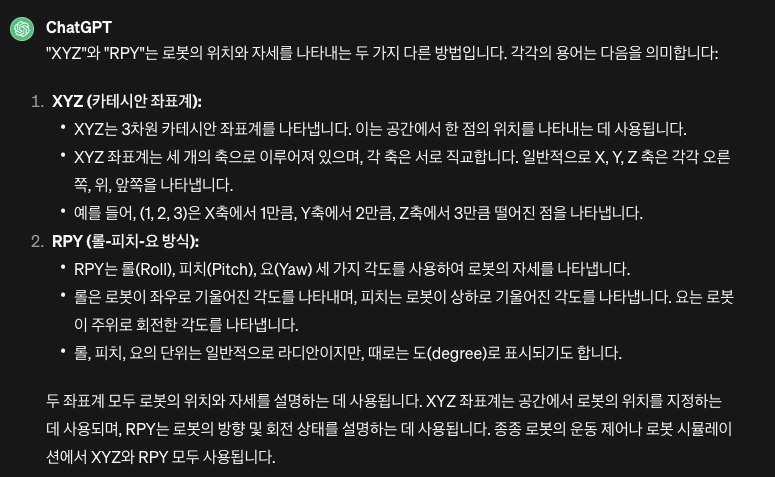 ChatGPT
"XYZ"와 "RPY"는 로봇의 위치와 자세를 나타내는 두 가지 다른 방법입니다. 각각의 용어는 다음을 의미합니다:
1. XYZ (카테시안 좌표계):
• XYZ는 3차원 카테시안 좌표계를 나타냅니다. 이는 공간에서 한 점의 위치를 나타내는 데 사용됩니다.
• XYZ 좌표계는 세 개의 축으로 이루어져 있으며, 각 축은 서로 직교합니다. 일반적으로 X, Y, Z 축은 각각 오른
쪽, 위, 앞쪽을 나타냅니다.
• 예를 들어, (1, 2, 3)은 X축에서 1만큼, Y축에서 2만큼, Z축에서 3만큼 떨어진 점을 나타냅니다.
2. RPY (롤-피치-요 방식):
• RPY는 롤(Roll), 피치(Pitch), 요(Yaw) 세 가지 각도를 사용하여 로봇의 자세를 나타냅니다.
• 롤은 로봇이 좌우로 기울어진 각도를 나타내며, 피치는 로봇이 상하로 기울어진 각도를 나타냅니다. 요는 로봇
이 주위로 회전한 각도를 나타냅니다.
• 롤, 피치, 요의 단위는 일반적으로 라디안이지만, 때로는 도(degree)로 표시되기도 합니다.
두 좌표계 모두 로봇의 위치와 자세를 설명하는 데 사용됩니다. XYZ 좌표계는 공간에서 로봇의 위치를 지정하는
데 사용되며, RPY는 로봇의 방향 및 회전 상태를 설명하는 데 사용됩니다. 종종 로봇의 운동 제어나 로봇 시뮬레이
션에서 XYZ와 RPY 모두 사용됩니다.